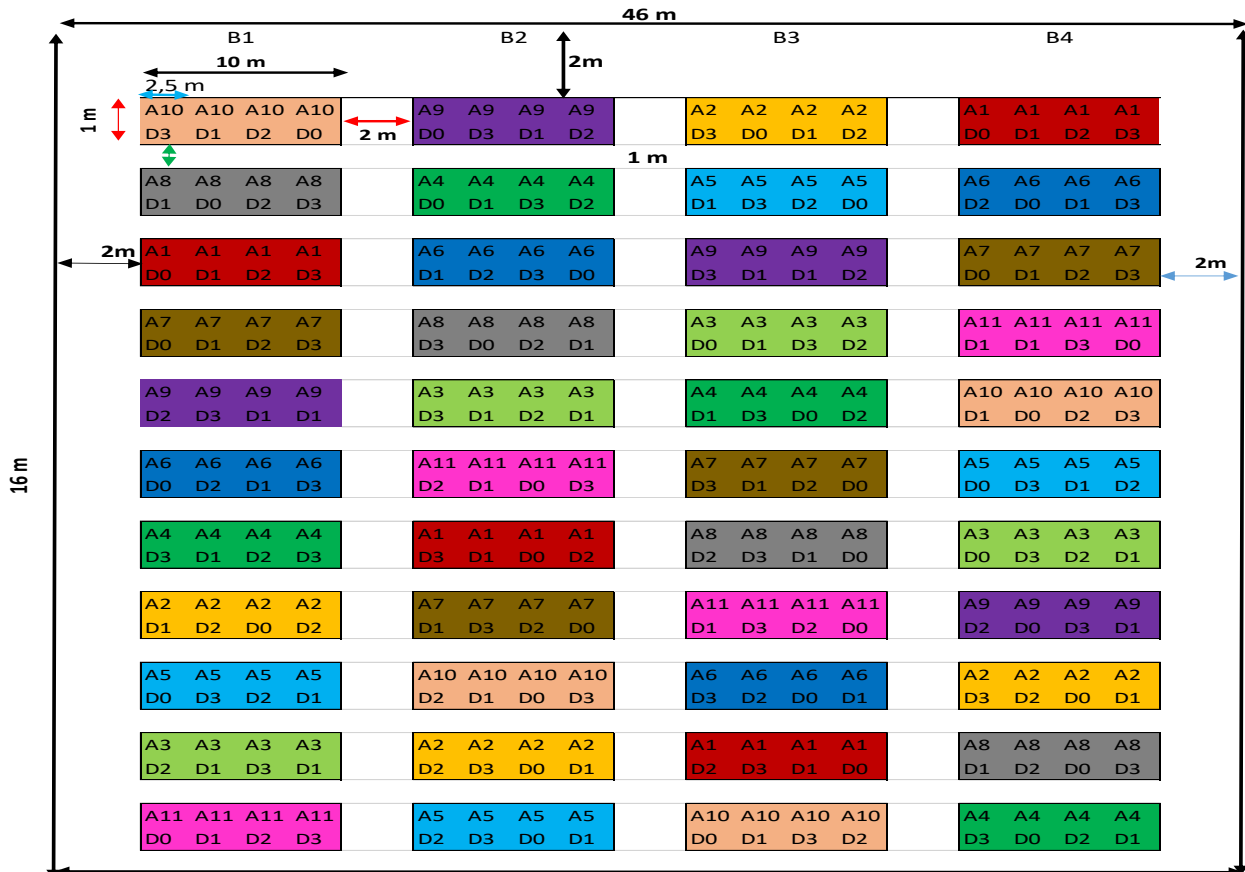 46 m
B1 B2 B3 B4
10 m
2m
2,5 m
A10 A10 A10 A10 A9 A9 A9 A9 A2 A2 A2 A2 A1 A1 A1 A1
1 m
D3 D1 D2 D0 2 m D0 D3 D1 D2 D3 D0 D1 D2 D0 D1 D2 D3
1 m
A8 A8 A8 A8 A4 A4 A4 A4 A5 A5 A5 A5 A6 A6 A6 A6
D1 D0 D2 D3 D0 D1 D3 D2 D1 D3 D2 D0 D2 D0 D1 D3
2m A1 A1 A1 A1 A6 A6 A6 A6 A9 A9 A9 A9 A7 A7 A7 A7
D0 D1 D2 D3 D1 D2 D3 D0 D3 D1 D1 D2 D0 D1 D2 D3 2m
A7 A7 A7 A7 A8 A8 A8 A8 A3 A3 A3 A3 A11 A11 A11 A11
D0 D1 D2 D3 D3 D0 D2 D1 D0 D1 D3 D2 D1 D1 D3 D0
A9 A9 A9 A9 A3 A3 A3 A3 A4 A4 A4 A4 A10 A10 A10 A10
D2 D3 D1 D1 D3 D1 D2 D1 D1 D3 D0 D2 D1 D0 D2 D3
16 m
A6 A6 A6 A6 A11 A11 A11 A11 A7 A7 A7 A7 A5 A5 A5 A5
D0 D2 D1 D3 D2 D1 D0 D3 D3 D1 D2 D0 D0 D3 D1 D2
A4 A4 A4 A4 A1 A1 A1 A1 A8 A8 A8 A8 A3 A3 A3 A3
D3 D1 D2 D3 D3 D1 D0 D2 D2 D3 D1 D0 D0 D3 D2 D1
A2 A2 A2 A2 A7 A7 A7 A7 A11 A11 A11 A11 A9 A9 A9 A9
D1 D2 D0 D2 D1 D3 D2 D0 D1 D3 D2 D0 D2 D0 D3 D1
A5 A5 A5 A5 A10 A10 A10 A10 A6 A6 A6 A6 A2 A2 A2 A2
D0 D3 D2 D1 D2 D1 D0 D3 D3 D2 D0 D1 D3 D2 D0 D1
A3 A3 A3 A3 A2 A2 A2 A2 A1 A1 A1 A1 A8 A8 A8 A8
D2 D1 D3 D1 D2 D3 D0 D1 D2 D3 D1 D0 D1 D2 D0 D3
A11 A11 A11 A11 A5 A5 A5 A5 A10 A10 A10 A10 A4 A4 A4 A4
D0 D1 D2 D3 D2 D3 D0 D1 D0 D1 D3 D2 D3 D0 D2 D1